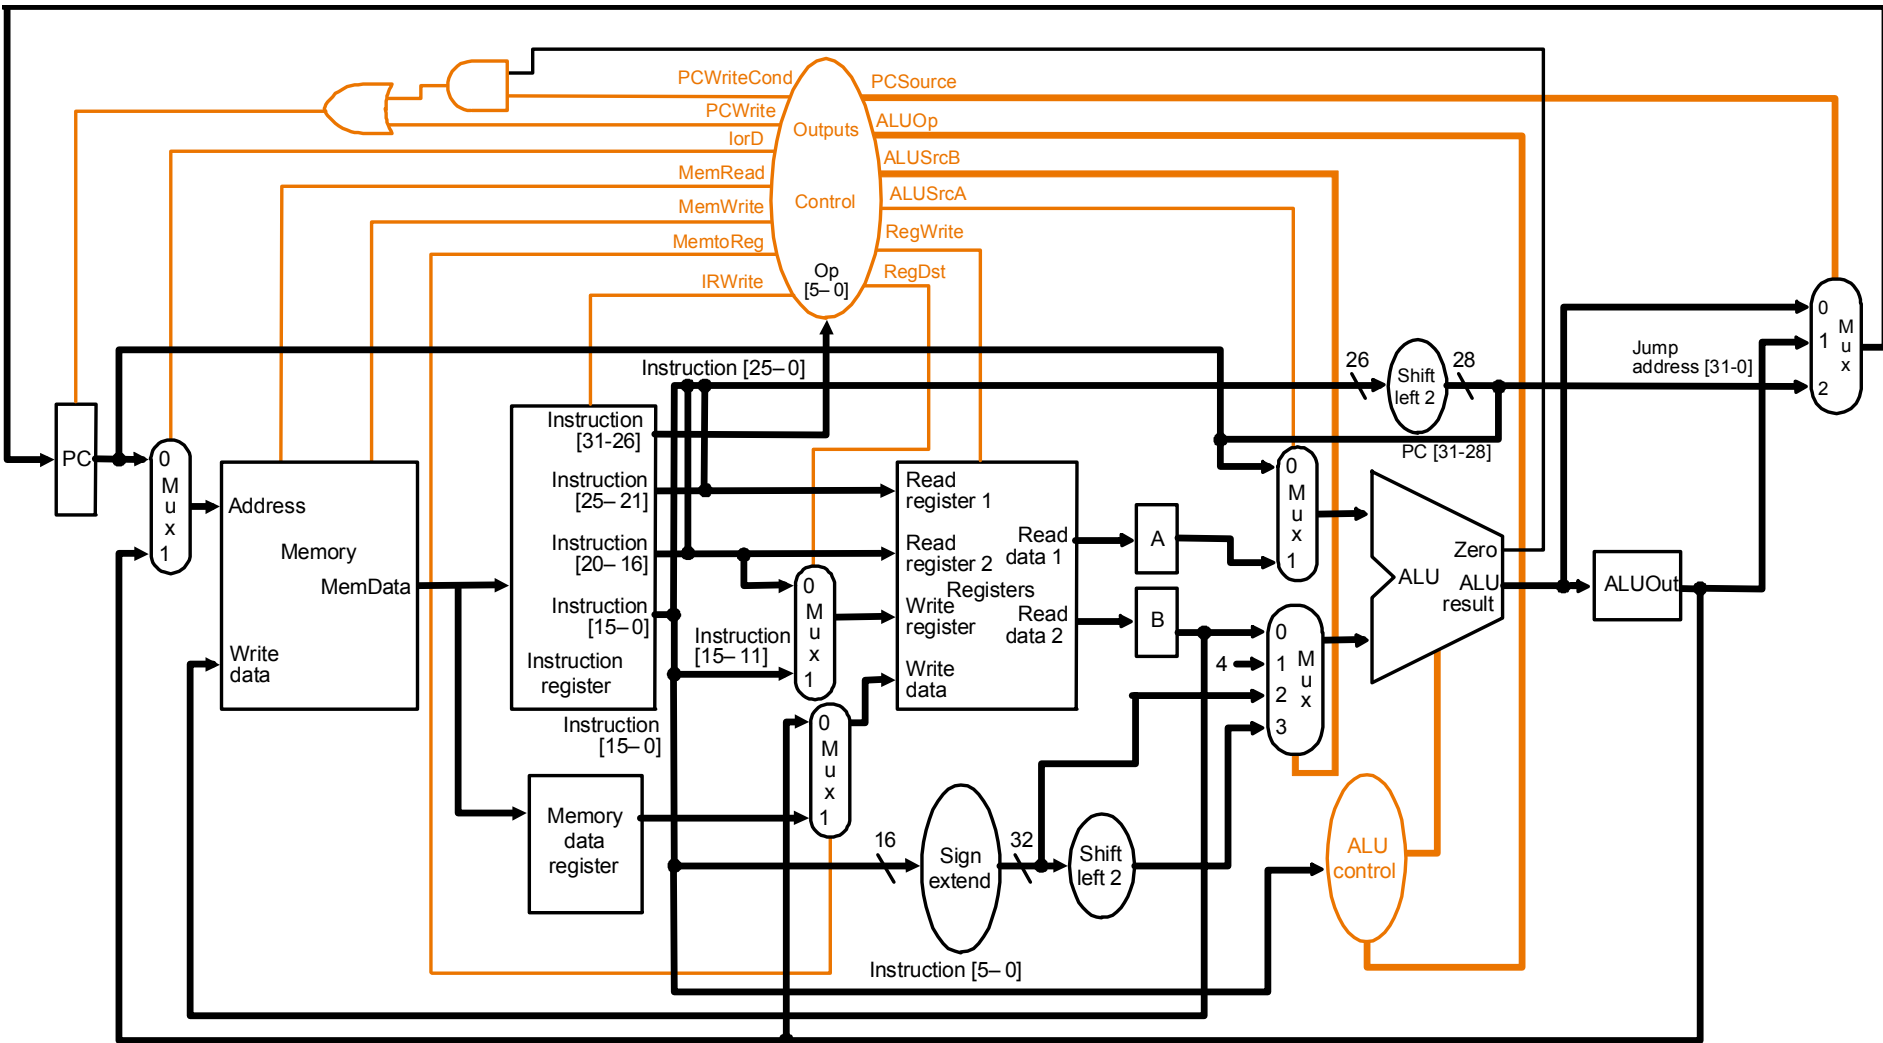 PCWriteCond
PCSource
PCWrite
ALUOp
Outputs
IorD
ALUSrcB
MemRead
ALUSrcA
Control
MemWrite
RegWrite
MemtoReg
RegDst
IRWrite
Op
[5– 0]
Instruction [25– 0]
26
Shift
left 2
28
Jump
address [31-0]
0
1
2
M
u
x
PC [31-28]
PC
0
M
u
x
1
Address
Memory
MemData
Write
data
Instruction
[31-26]
Instruction
[25– 21]
Instruction
[20– 16]
Instruction
[15– 0]
Instruction
register
Instruction
[15– 11]
Instruction
[15– 0]
0
M
u
x
1
Read
register 1
Read
register 2
Registers
Write
register
Write
data
Read
data 1
Read
data 2
A
B
0
M
u
x
1
4
0
1
2
3
M
u
x
Zero
ALU
ALU
result
ALUOut
0
M
u
x
1
Memory
data
register
16
Sign
extend
32
Shift
left 2
ALU
control
Instruction [5– 0]